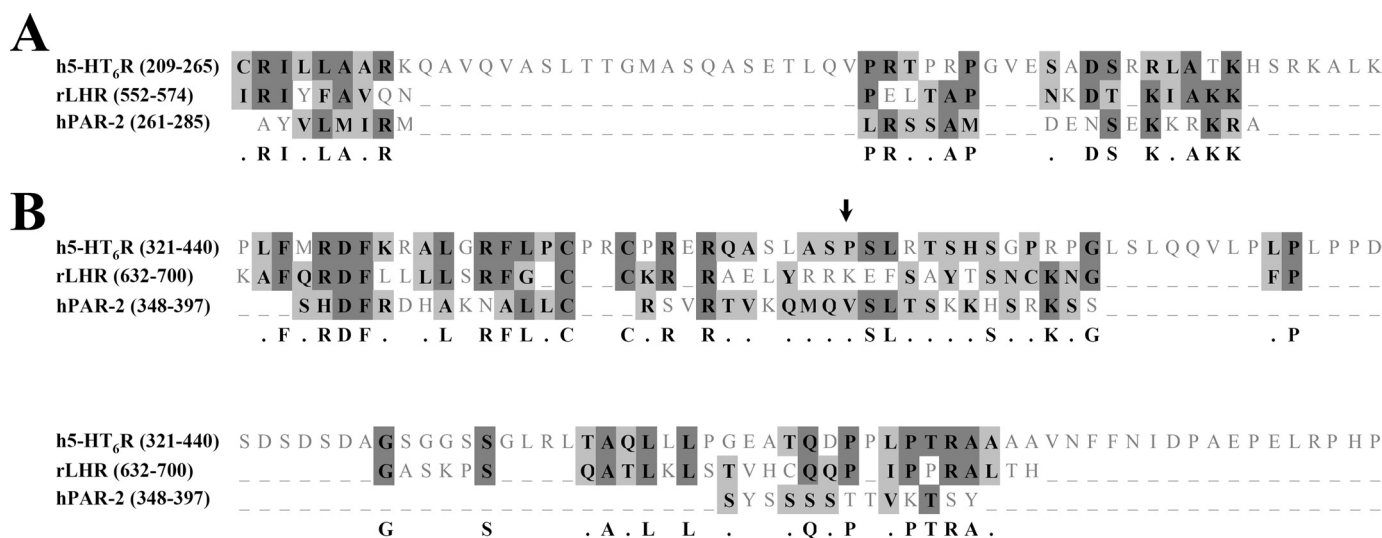 A
h5-HT6R (209-265) C R I L L A A R K Q A V Q V A S L T T G M A S Q A S E T L Q V P R T P R P G V E S A D S R R L A T K H S R K A L K
rLHR (552-574) I R I Y F A V Q N _ _ _ _ _ _ _ _ _ _ _ _ _ _ _ _ _ _ _ _ _ _ P E L T A P _ _ _ N K D T _ K I A K K _ _ _ _ _ _ _
hPAR-2 (261-285) _ A Y V L M I R M _ _ _ _ _ _ _ _ _ _ _ _ _ _ _ _ _ _ _ _ _ _ L R S S A M _ _ _ D E N S E K K R K R A _ _ _ _ _ _
. R I . L A . R P R . . A P . D S K . A K K
B
h5-HT6R (321-440) P L F M R D F K R A L G R F L P C P R C P R E R Q A S L A S P S L R T S H S G P R P G L S L Q Q V L P L P L P P D
rLHR (632-700) K A F Q R D F L L L L S R F G _ C _ _ C K R _ R A E L Y R R K E F S A Y T S N C K N G _ _ _ _ _ _ _ _ F P _ _ _ _
hPAR-2 (348-397) _ _ _ S H D F R D H A K N A L L C _ _ _ R S V R T V K Q M Q V S L T S K K H S R K S S _ _ _ _ _ _ _ _ _ _ _ _ _ _
. F . R D F . . L R F L . C C . R R . . . . . . . S L . . . . S . K . G . P
h5-HT6R (321-440) S D S D S D A G S G G S S G L R L T A Q L L L P G E A T Q D P P L P T R A A A A V N F F N I D P A E P E L R P H P
rLHR (632-700) _ _ _ _ _ _ _ G A S K P S _ _ _ _ Q A T L K L S T V H C Q Q P _ I P P R A L T H _ _ _ _ _ _ _ _ _ _ _ _ _ _ _ _ _
hPAR-2 (348-397) _ _ _ _ _ _ _ _ _ _ _ _ _ _ _ _ _ _ _ _ _ _ _ _ S Y S S S S T T V K T S Y _ _ _ _ _ _ _ _ _ _ _ _ _ _ _ _ _ _ _ _
G S . A . L L . . Q . P . P T R A .